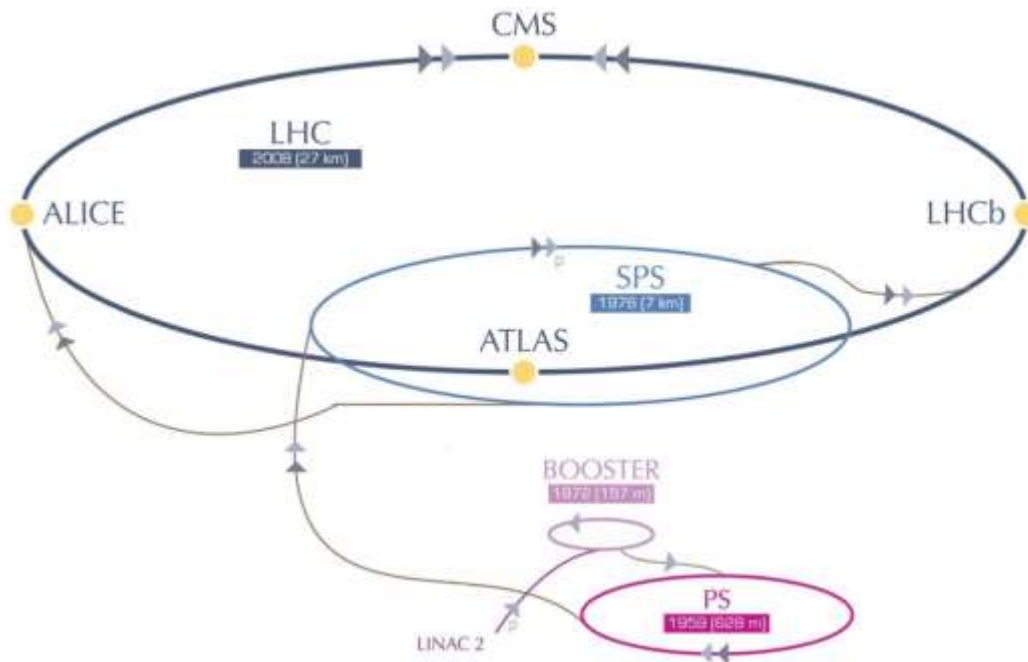 CMS
LHC
2008 (27 km)
ALICE
LHCb
p
SPS
1976 (7 km)
ATLAS
BOOSTER
1972 (157 m)
PS
1959 (628 m)
p
LINAC 2